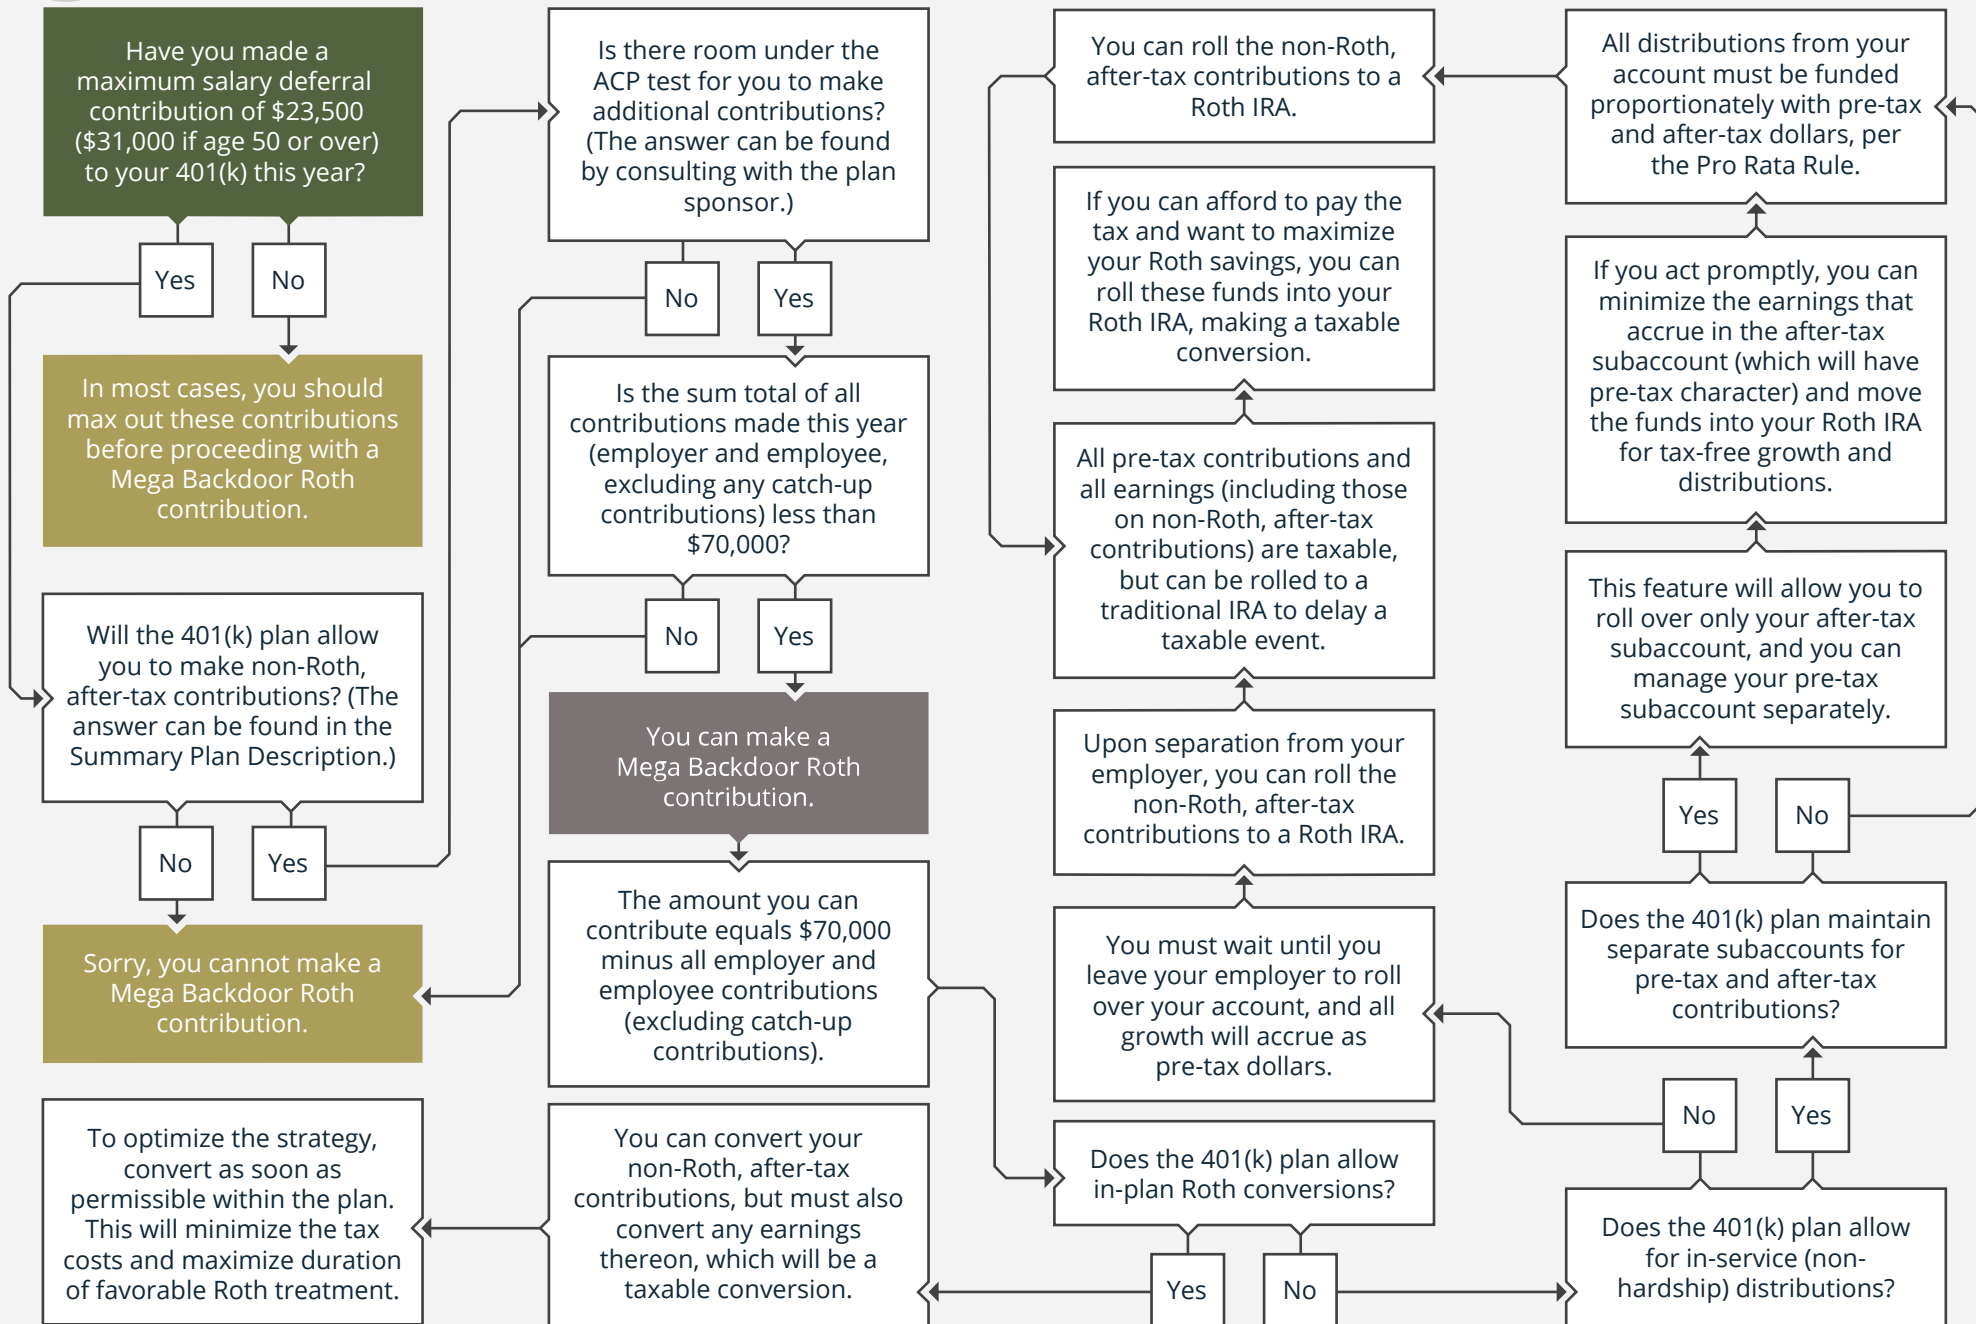 Have you made a
maximum salary deferral
contribution of $23,500
($31,000 if age 50 or over)
to your 401(k) this year?
Yes
No
In most cases, you should
max out these contributions
before proceeding with a
Mega Backdoor Roth
contribution.
Will the 401(k) plan allow
you to make non-Roth,
after-tax contributions? (The
answer can be found in the
Summary Plan Description.)
No
Yes
Sorry, you cannot make a
Mega Backdoor Roth
contribution.
Is there room under the
ACP test for you to make
additional contributions?
(The answer can be found
by consulting with the plan
sponsor.)
No
Yes
Is the sum total of all
contributions made this year
(employer and employee,
excluding any catch-up
contributions) less than
$70,000?
No
Yes
You can make a
Mega Backdoor Roth
contribution.
The amount you can
contribute equals $70,000
minus all employer and
employee contributions
(excluding catch-up
contributions).
Does the 401(k) plan allow
in-plan Roth conversions?
Yes
No
You can convert your
non-Roth, after-tax
contributions, but must also
convert any earnings
thereon, which will be a
taxable conversion.
To optimize the strategy,
convert as soon as
permissible within the plan.
This will minimize the tax
costs and maximize duration
of favorable Roth treatment.
Does the 401(k) plan allow
for in-service (non-
hardship) distributions?
No
Yes
You must wait until you
leave your employer to roll
over your account, and all
growth will accrue as
pre-tax dollars.
Upon separation from your
employer, you can roll the
non-Roth, after-tax
contributions to a Roth IRA.
All pre-tax contributions and
all earnings (including those
on non-Roth, after-tax
contributions) are taxable,
but can be rolled to a
traditional IRA to delay a
taxable event.
If you can afford to pay the
tax and want to maximize
your Roth savings, you can
roll these funds into your
Roth IRA, making a taxable
conversion.
Does the 401(k) plan maintain
separate subaccounts for
pre-tax and after-tax
contributions?
Yes
No
This feature will allow you to
roll over only your after-tax
subaccount, and you can
manage your pre-tax
subaccount separately.
If you act promptly, you can
minimize the earnings that
accrue in the after-tax
subaccount (which will have
pre-tax character) and move
the funds into your Roth IRA
for tax-free growth and
distributions.
All distributions from your
account must be funded
proportionately with pre-tax
and after-tax dollars, per
the Pro Rata Rule.
You can roll the non-Roth,
after-tax contributions to a
Roth IRA.